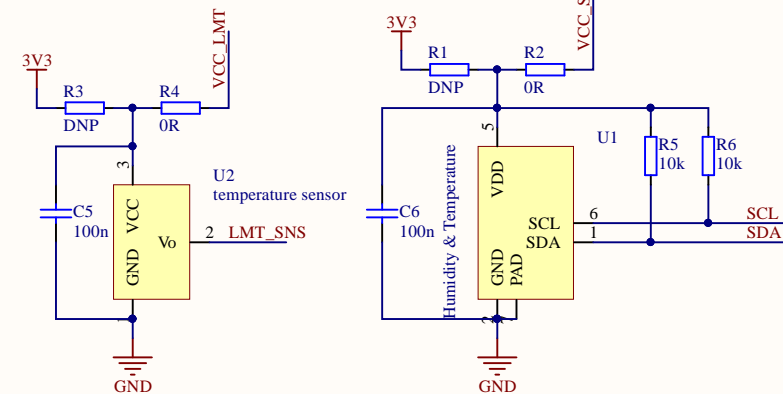 3V3
R3
DNP
R4
0R
VCC_LMT
3
VCC
GND
Vo
2
LMT_SNS
U2
temperature sensor
C5
100n
GND
3V3
R1
DNP
R2
0R
5
VDD
U1
R5
10k
R6
10k
C6
100n
Humidity & Temperature
SCL
SDA
6
1
SCL
SDA
GND
PAD
GND